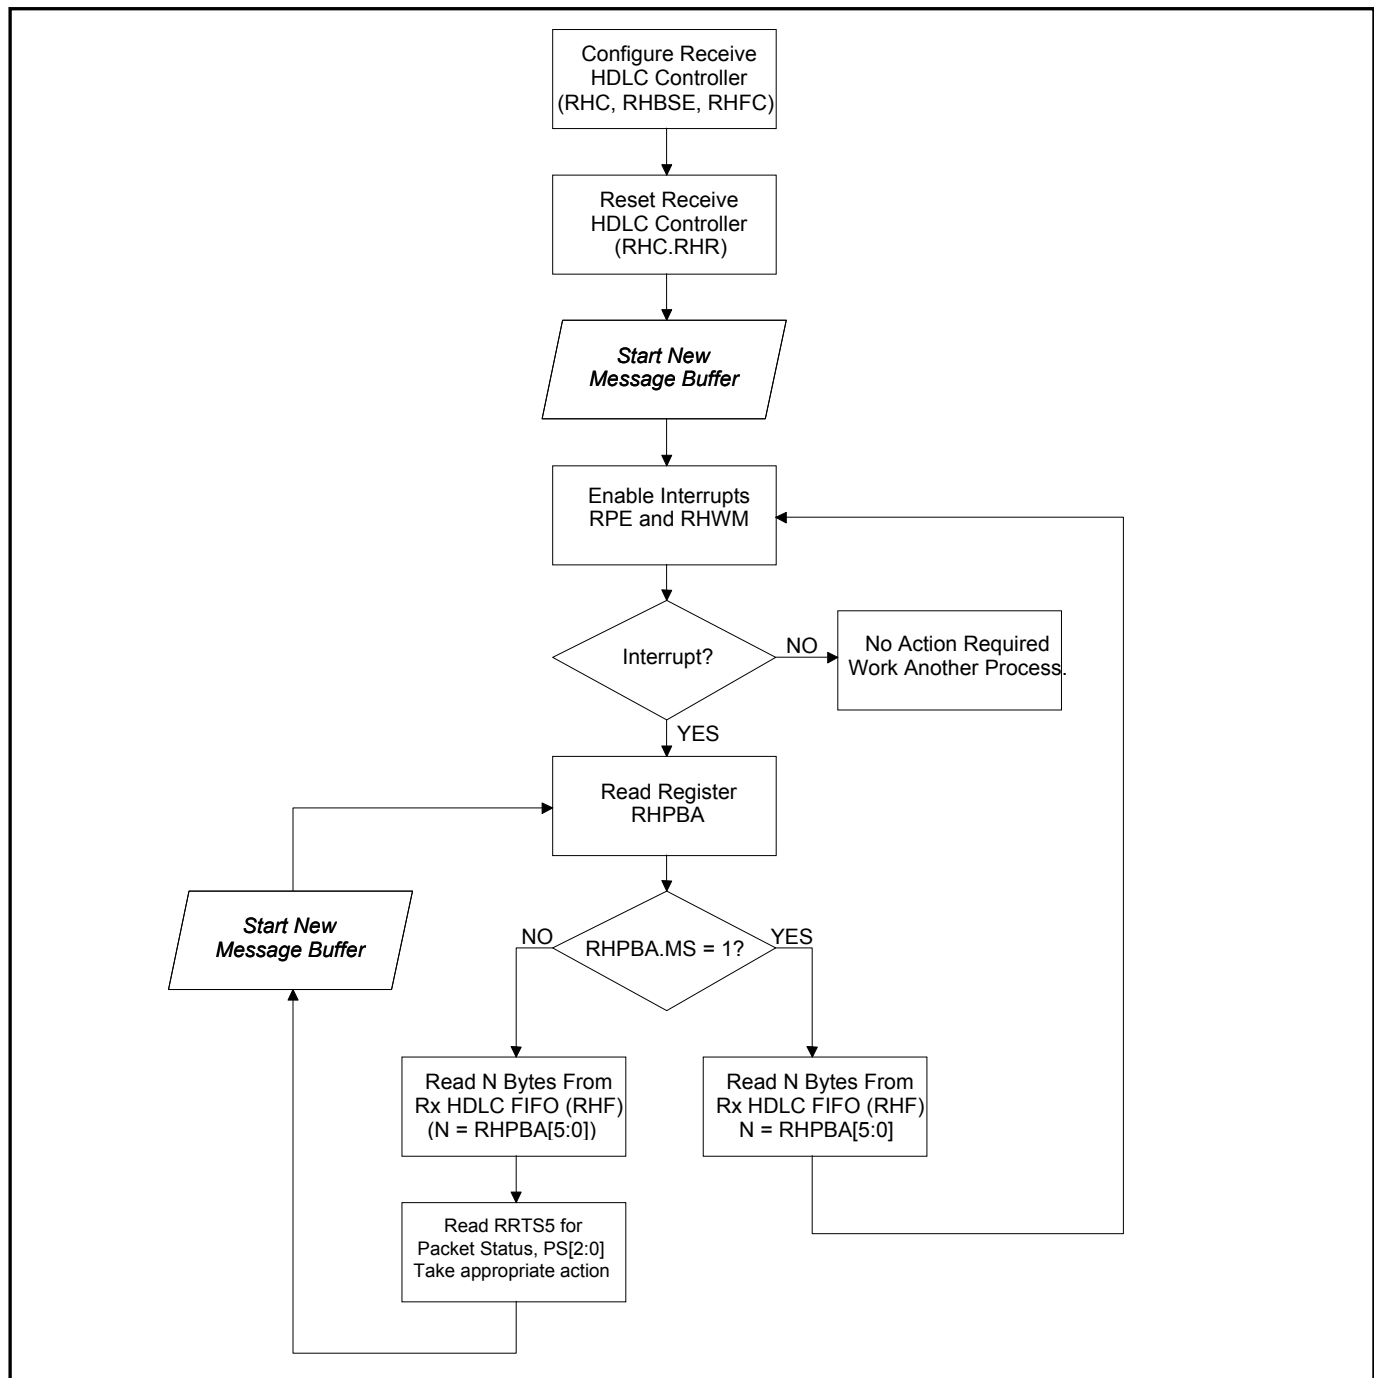 Configure Receive
HDLC Controller
(RHC, RHBSE, RHFC)
Reset Receive
HDLC Controller
(RHC.RHR)
Start New
Message Buffer
Enable Interrupts
RPE and RHWM
Interrupt?
NO
No Action Required
Work Another Process.
YES
Read Register
RHPBA
Start New
Message Buffer
NO
RHPBA.MS = 1?
YES
Read N Bytes From
Rx HDLC FIFO (RHF)
(N = RHPBA[5:0])
Read N Bytes From
Rx HDLC FIFO (RHF)
N = RHPBA[5:0]
Read RRTS5 for
Packet Status, PS[2:0]
Take appropriate action